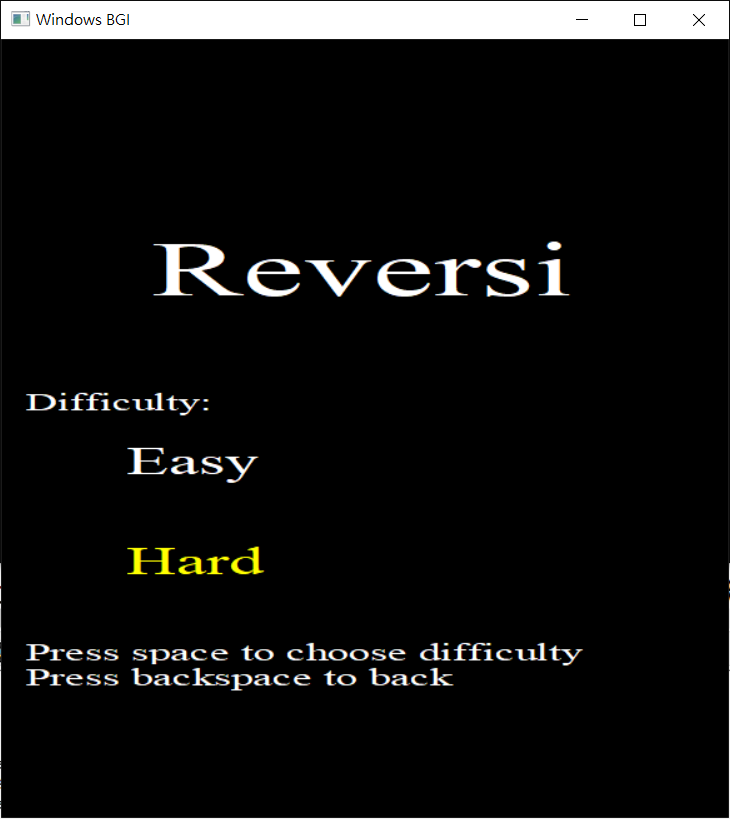 Windows BGI
Reversi
Difficulty:
Easy
Hard
Press space to choose difficulty
Press backspace to back